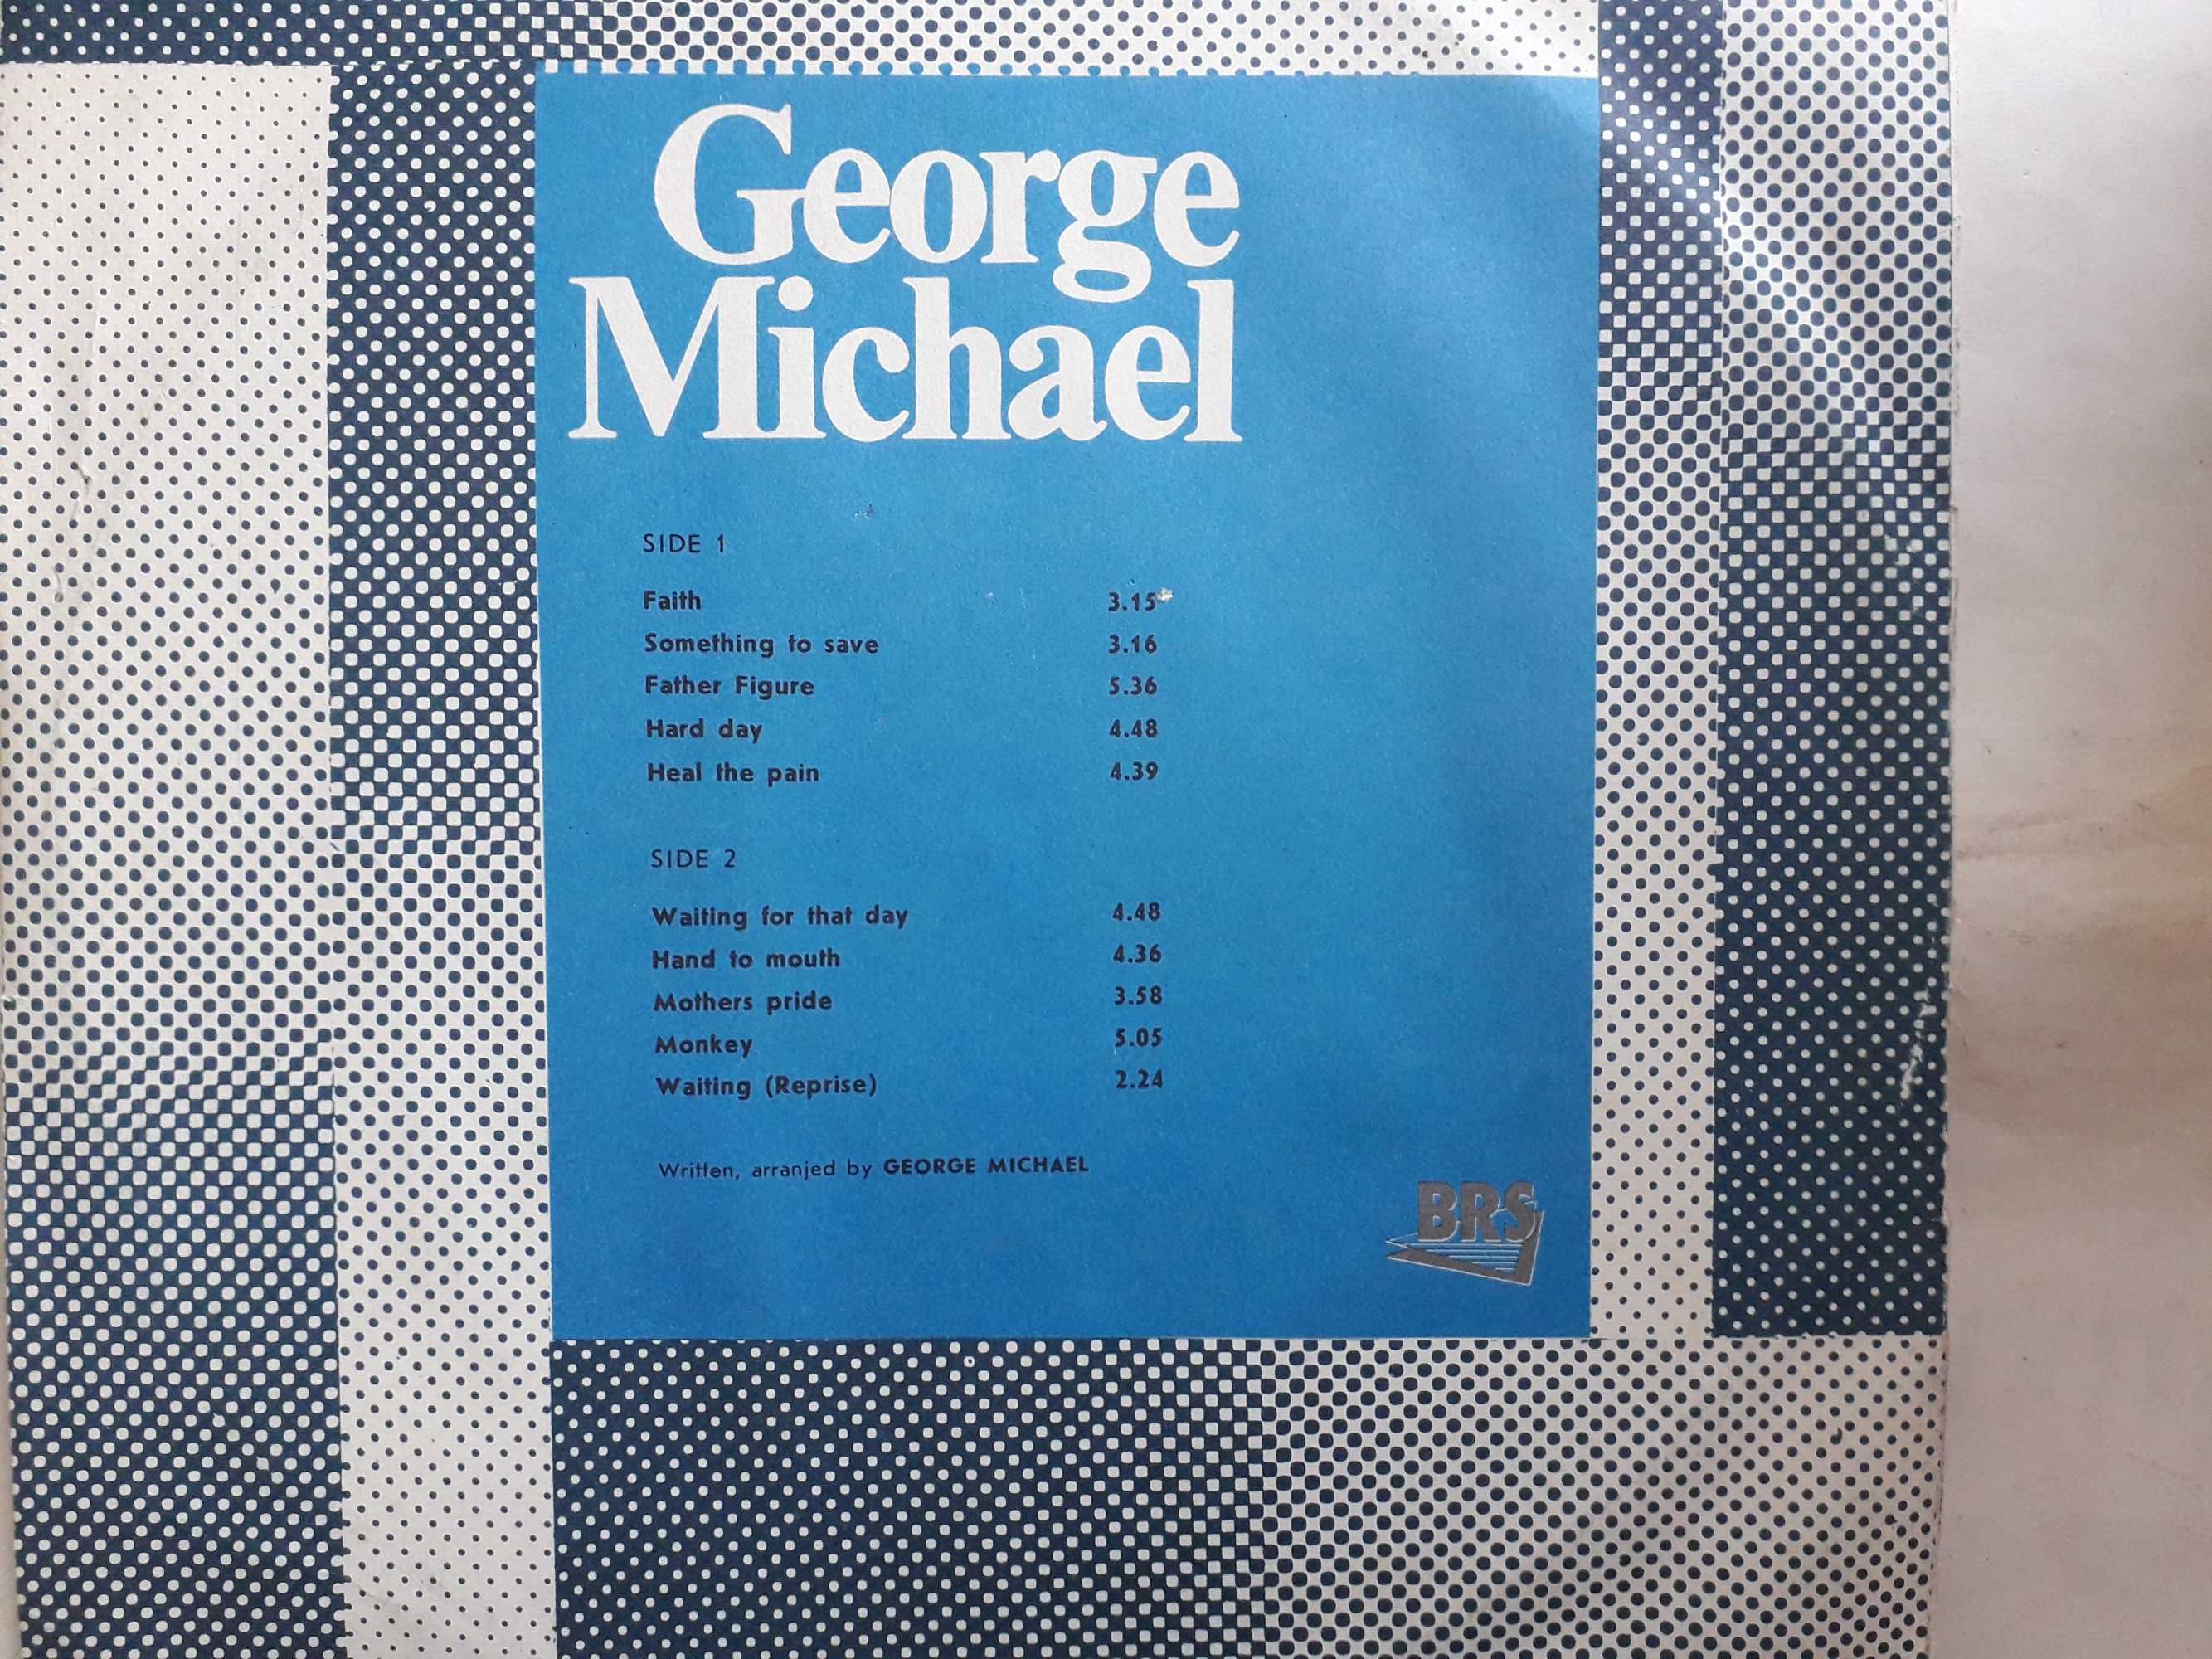 George
Michael
SIDE 1
Faith 3.15
Something to save 3.16
Father Figure 5.36
Hard day 4.48
Heal the pain 4.39
SIDE 2
Waiting for that day 4.48
Hand to mouth 4.36
Mothers pride 3.58
Monkey 5.05
Waiting (Reprise) 2.24
Written, arranjed by GEORGE MICHAEL
BRS